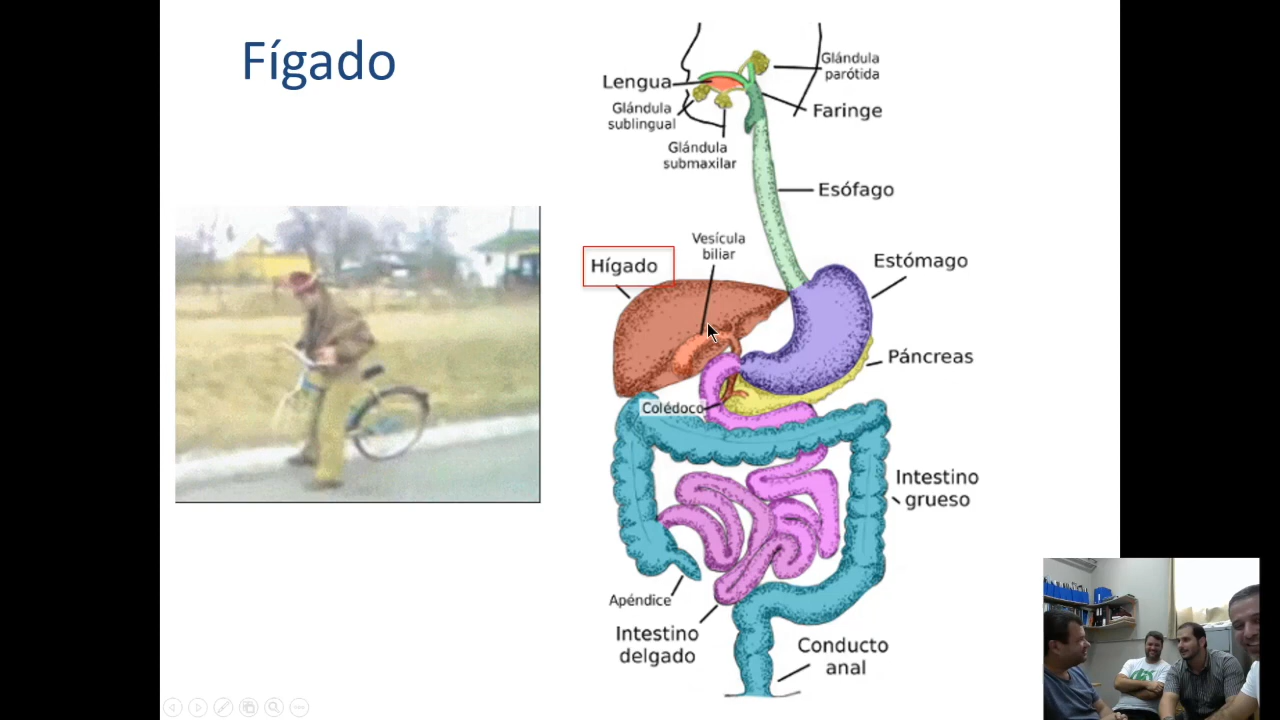 Fígado
Glándula
parótida
Lengua
Glándula
sublingual
Faringe
Glándula
submaxilar
Esófago
Vesícula
biliar
Hígado
Estómago
Páncreas
Colédoco
Intestino
grueso
Apéndice
Intestino
delgado
Conducto
anal